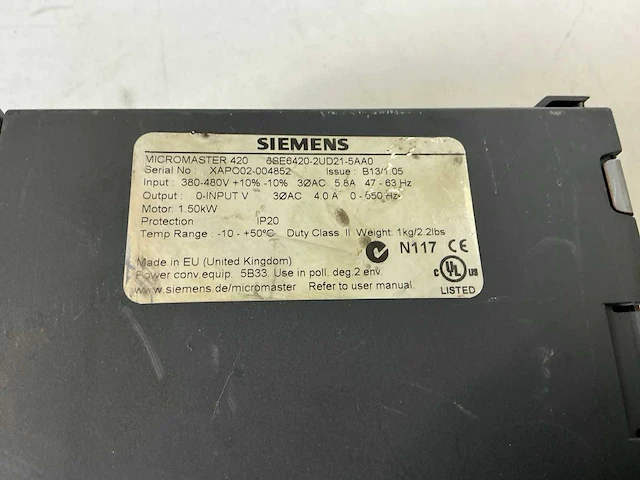 SIEMENS
MICROMASTER 420 6SE6420-2UD21-5AA0
Serial No XAPO02-004852 Issue : B13/1.05
Input : 380-480V +10% -10% 3ØAC 5.8A 47 - 63 Hz
Output : 0-INPUT V 3ØAC 4.0 A 0 - 650 Hz
Motor: 1.50kW
Protection IP20
Temp Range : -10 - +50°C Duty Class II Weight: 1kg/2.2lbs
N117 CE
Made in EU (United Kingdom)
Power conv.equip. 5B33. Use in poll. deg.2 env.
C UL US
www.siemens.de/micromaster Refer to user manual.
LISTED